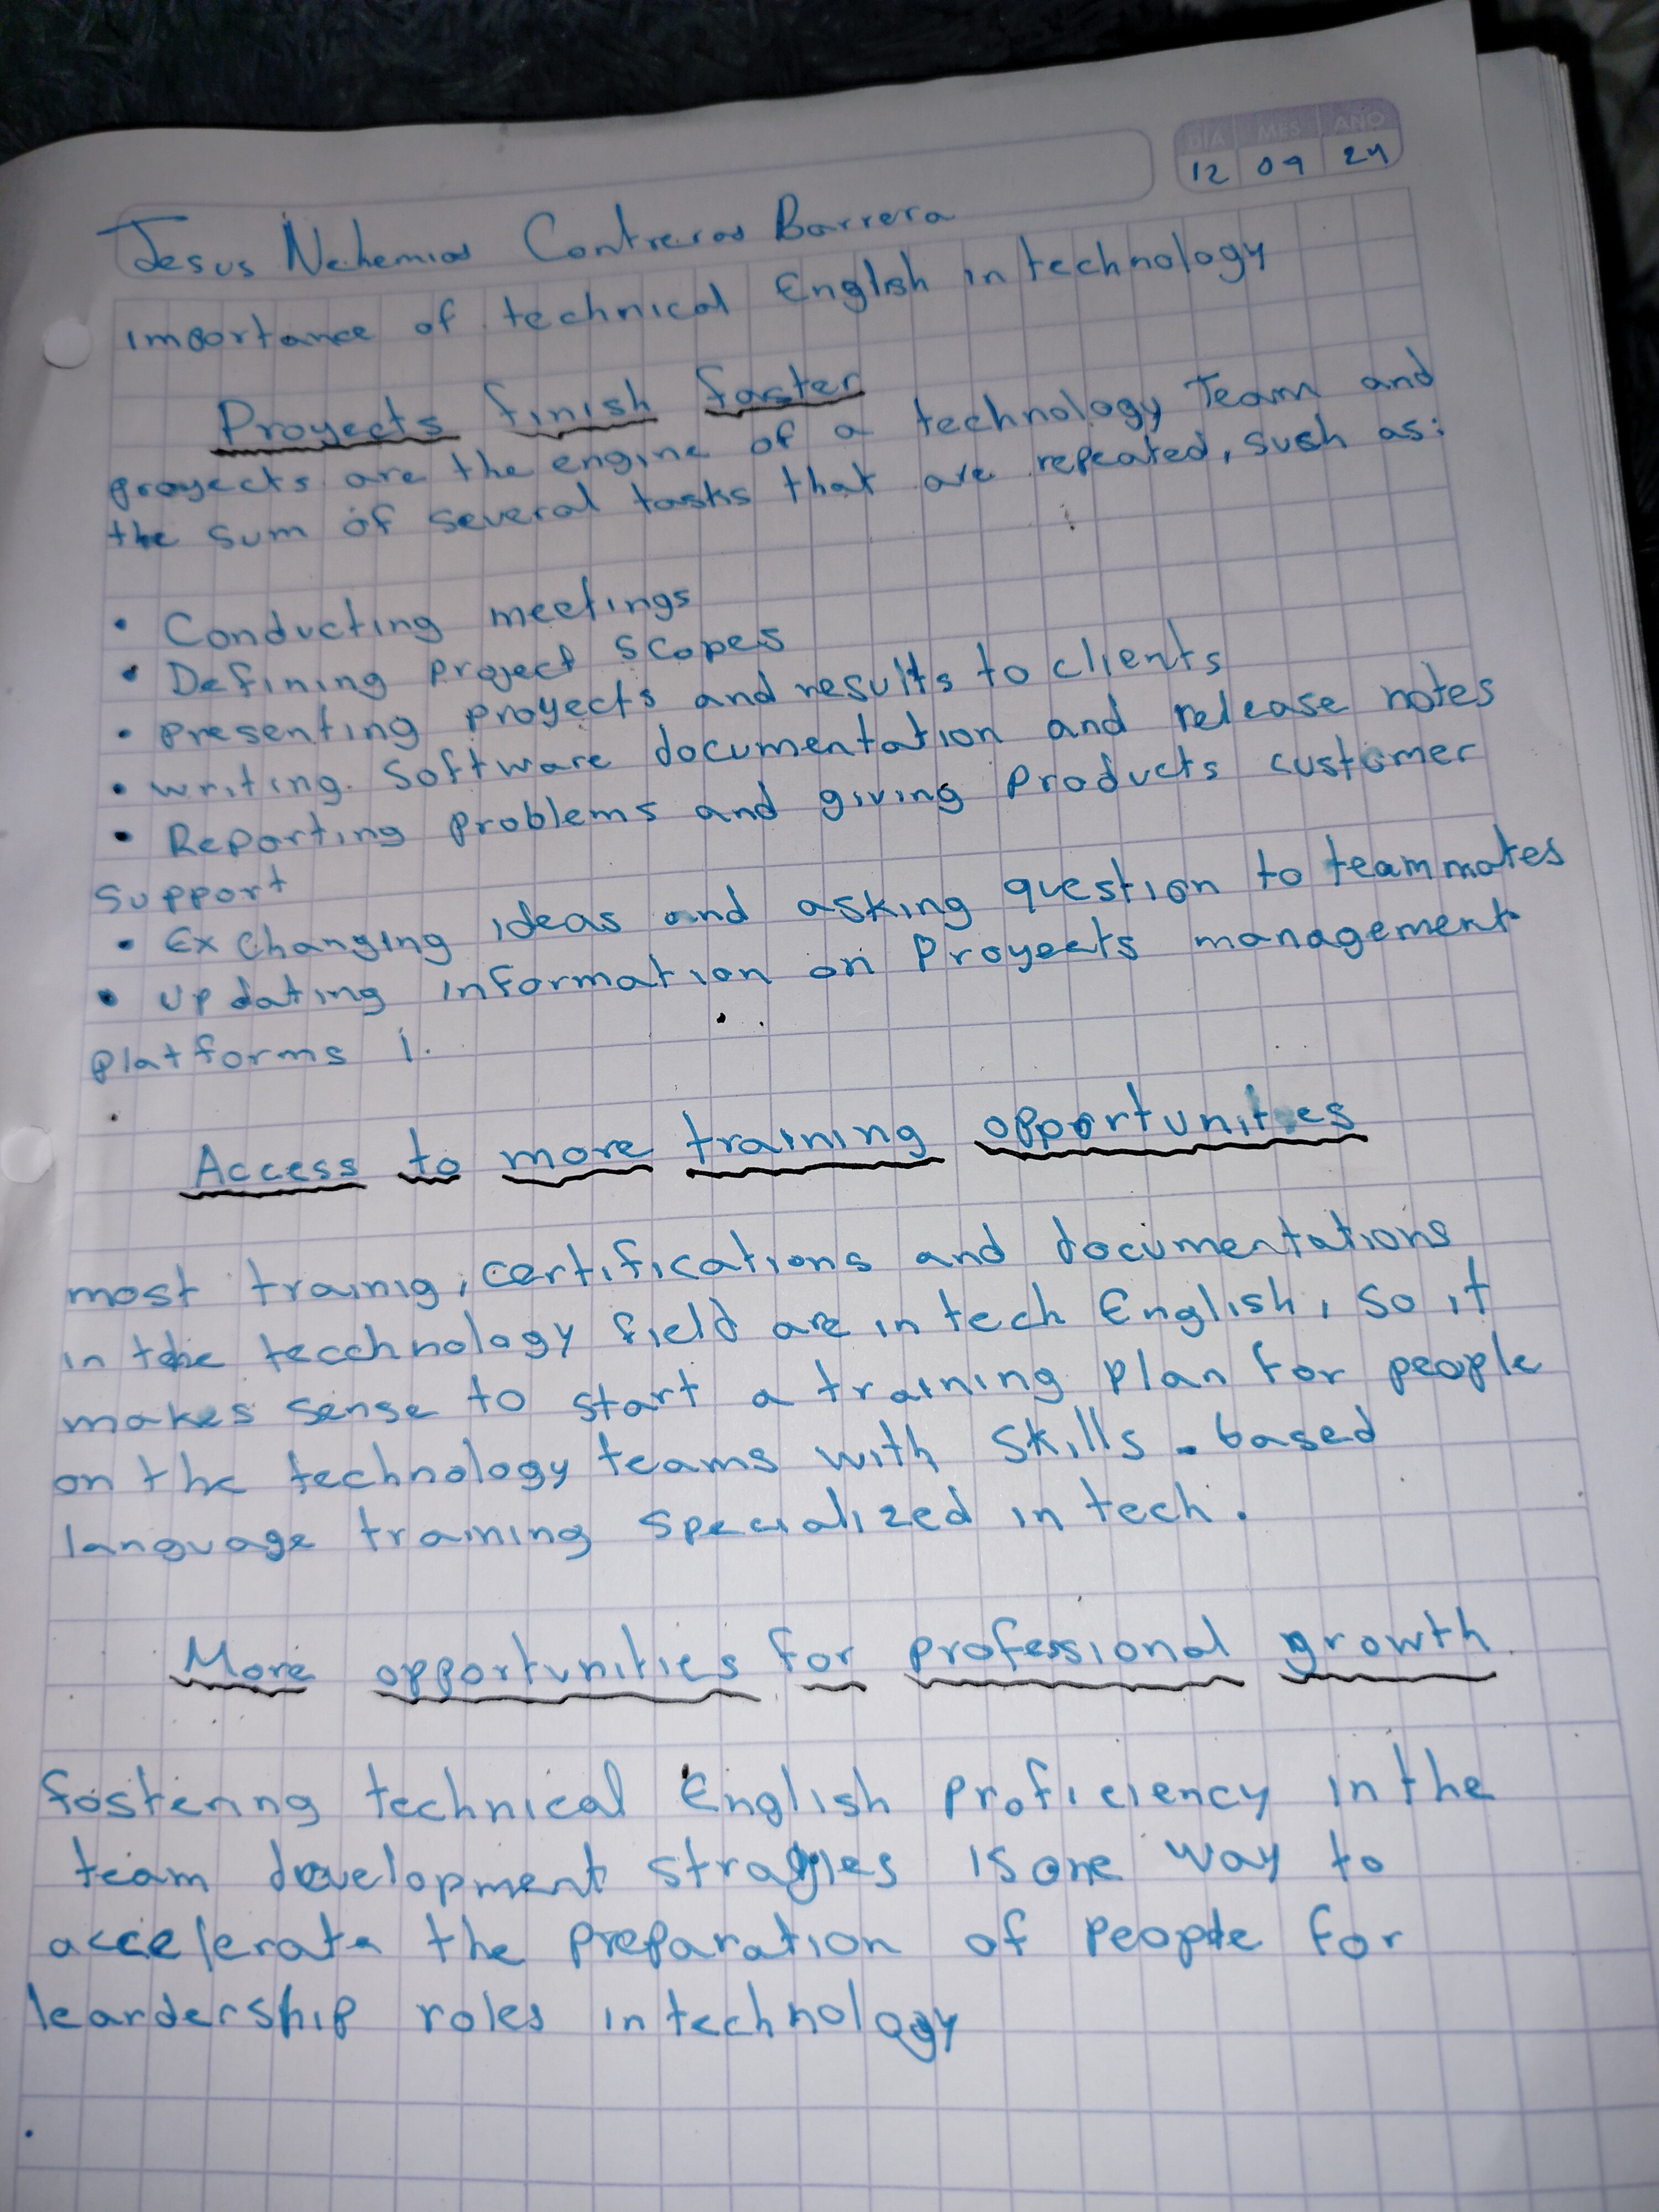 DIA MES AÑO
12 09 24
Jesus Nehemias Contreras Barrera
importance of technical English in technology
Proyects finish faster
proyects are the engine of a technology Team and
the sum of several tasks that are repeated, sush as:
• Conducting meetings
• Defining project scopes
• presenting proyects and results to clients
• writing. Software documentation and release notes
• Reporting problems and giving products customer
support
• Exchanging ideas and asking question to teammates
• updating information on Proyects management
platforms
Access to more training opportunities
most trainig, certifications and documentations
in the tecchnology field are in tech English, so it
makes sense to start a training plan for people
on the technology teams with skills - based
language training specialized in tech.
More opportunities for professional growth
fostering technical English proficiency in the
team development stragies is one way to
accelerate the preparation of people for
leardership roles in technology